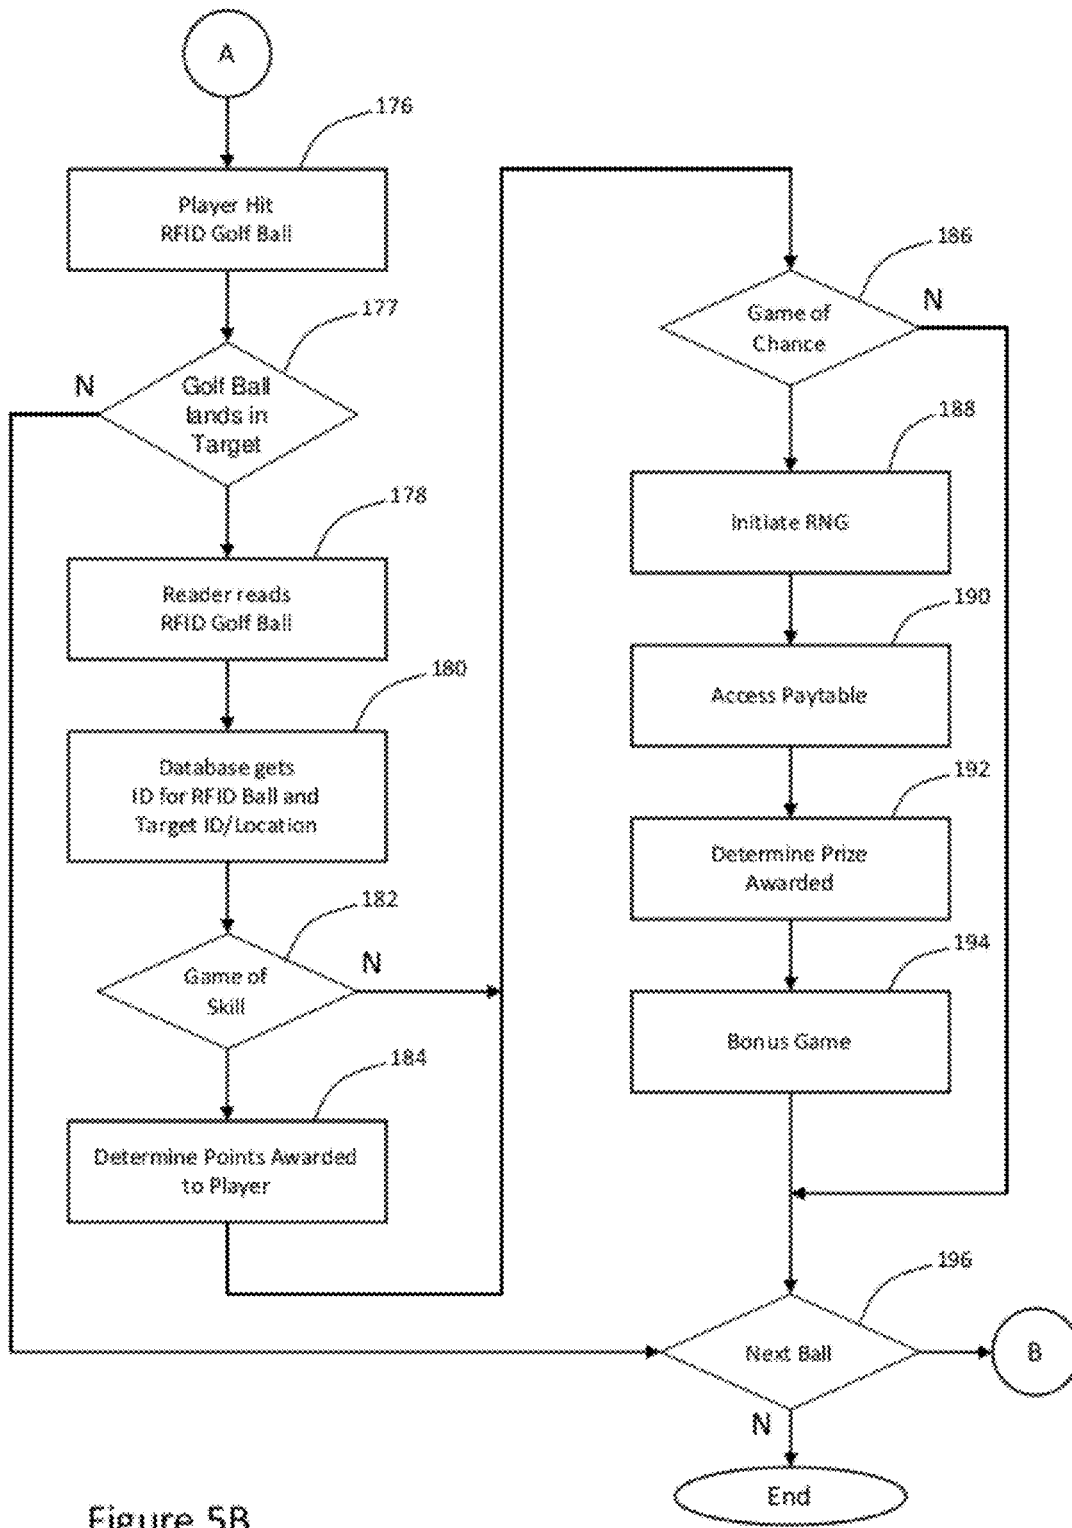 A
176
Player Hit
RFID Golf Ball
177
N
Golf Ball
lands in
Target
178
Reader reads
RFID Golf Ball
180
Database gets
ID for RFID Ball and
Target ID/Location
182
N
Game of
Skill
184
Determine Points Awarded
to Player
186
N
Game of
Chance
188
Initiate RNG
190
Access Paytable
192
Determine Prize
Awarded
194
Bonus Game
196
Next Ball
B
N
End
Figure 5B